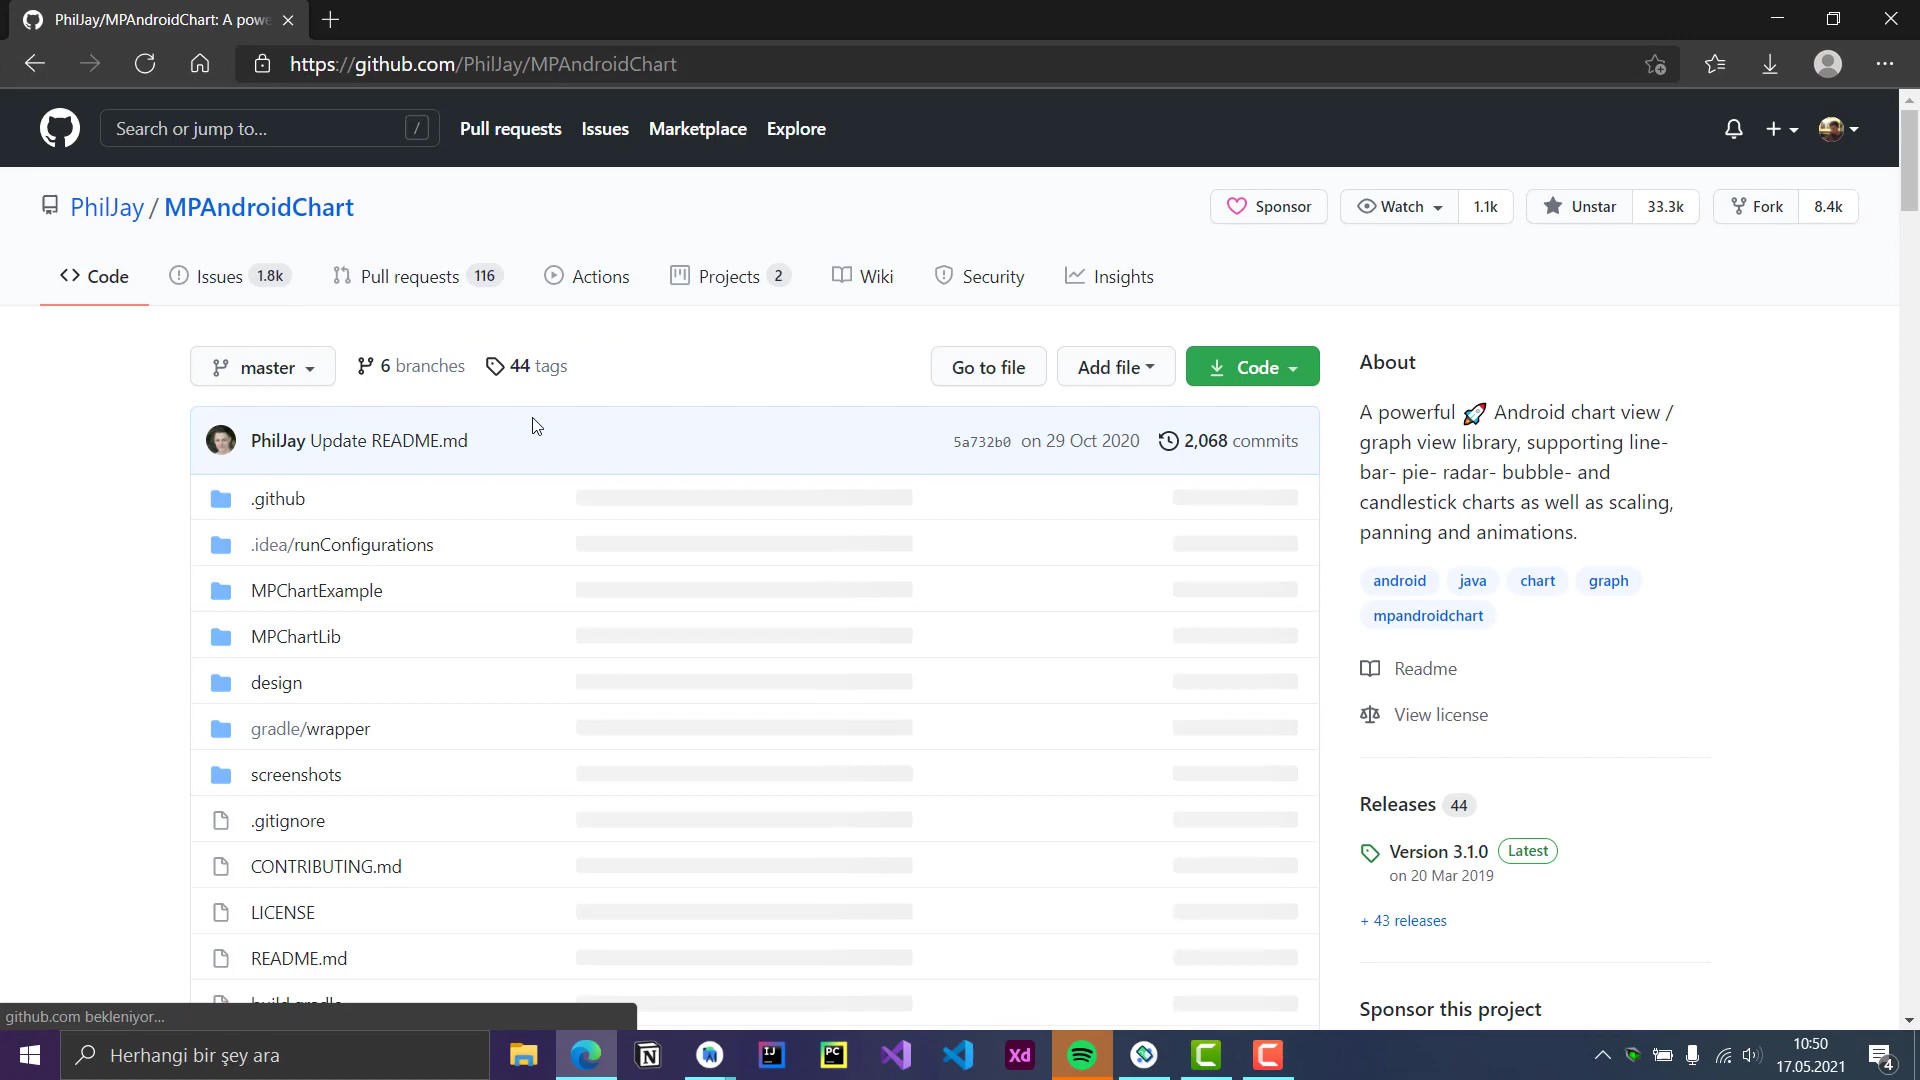 PhilJay/MPAndroidChart: A powe
https://github.com/PhilJay/MPAndroidChart
Search or jump to... /
Pull requests Issues Marketplace Explore
PhilJay / MPAndroidChart
Sponsor Watch 1.1k Unstar 33.3k Fork 8.4k
Code Issues 1.8k Pull requests 116 Actions Projects 2 Wiki Security Insights
master 6 branches 44 tags Go to file Add file Code
PhilJay Update README.md 5a732b0 on 29 Oct 2020 2,068 commits
.github
.idea/runConfigurations
MPChartExample
MPChartLib
design
gradle/wrapper
screenshots
.gitignore
CONTRIBUTING.md
LICENSE
README.md
build.gradle
About
A powerful 🚀 Android chart view /
graph view library, supporting line-
bar- pie- radar- bubble- and
candlestick charts as well as scaling,
panning and animations.
android java chart graph
mpandroidchart
Readme
View license
Releases 44
Version 3.1.0 Latest
on 20 Mar 2019
+ 43 releases
Sponsor this project
github.com bekleniyor...
Herhangi bir şey ara
IJ
PC
Xd
10:50
17.05.2021
4